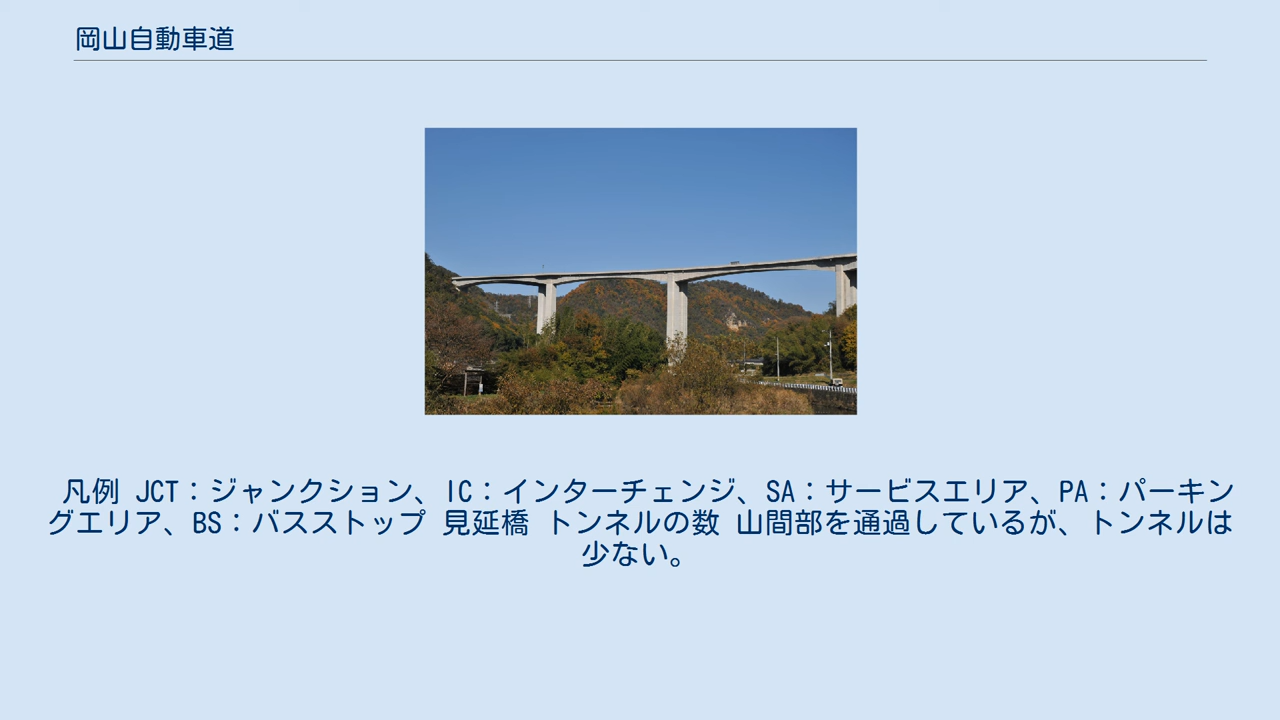 岡山自動車道
凡例 JCT：ジャンクション、IC：インターチェンジ、SA：サービスエリア、PA：パーキン
グエリア、BS：バスストップ 見延橋 トンネルの数 山間部を通過しているが、トンネルは
少ない。